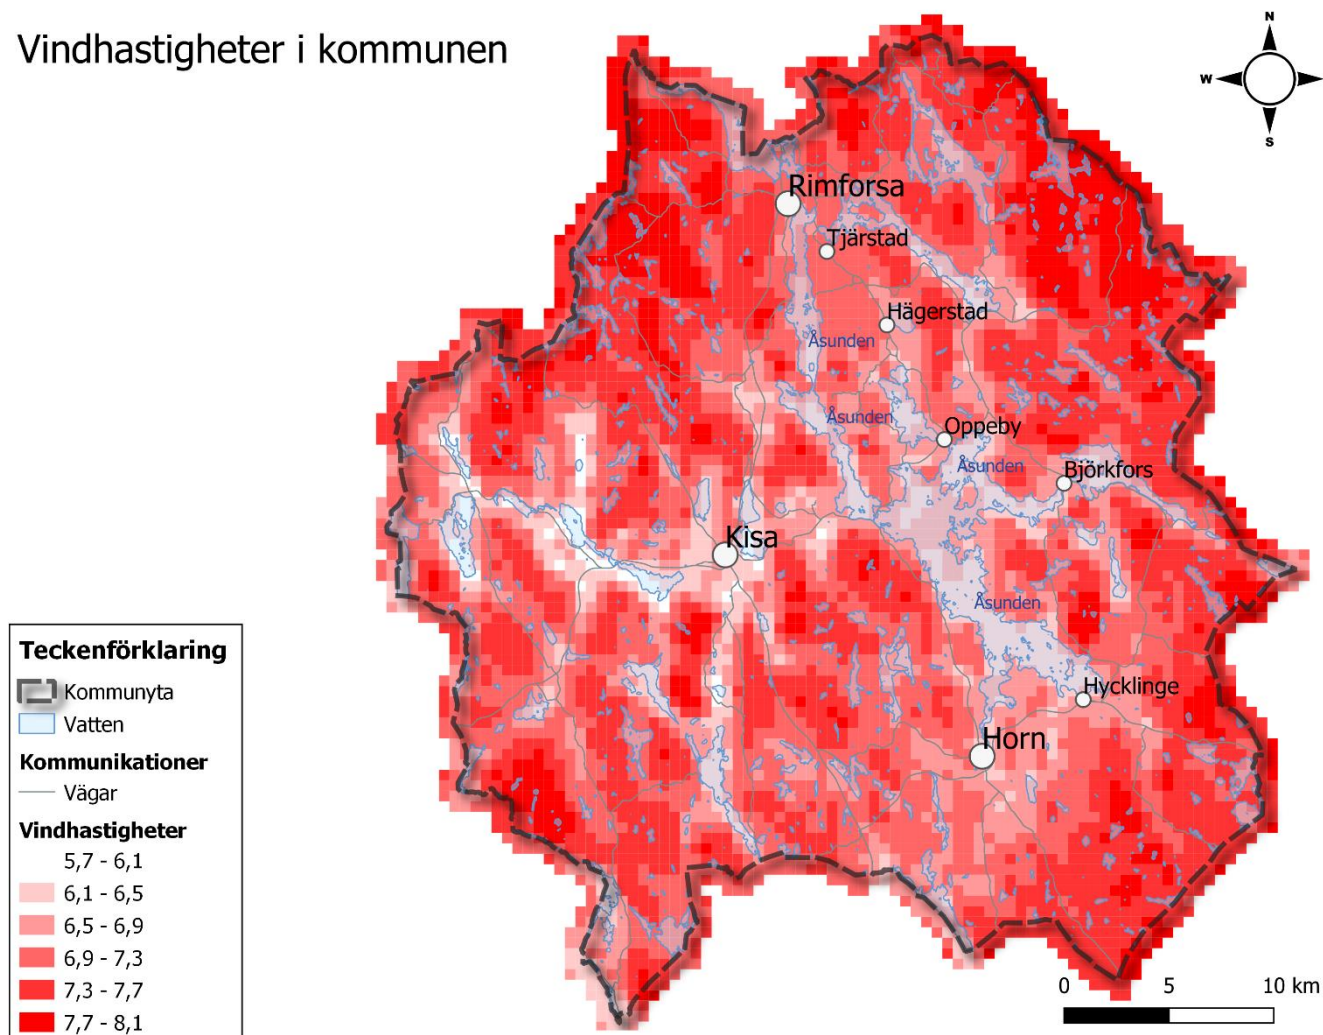 Vindhastigheter i kommunen
N
W
S
Rimforsa
Tjärstad
Hägerstad
Åsunden
Åsunden
Oppeby
Åsunden
Björkfors
Kisa
Åsunden
Hycklinge
Horn
Teckenförklaring
Kommunyta
Vatten
Kommunikationer
Vägar
Vindhastigheter
5,7 - 6,1
6,1 - 6,5
6,5 - 6,9
6,9 - 7,3
7,3 - 7,7
7,7 - 8,1
0 5 10 km